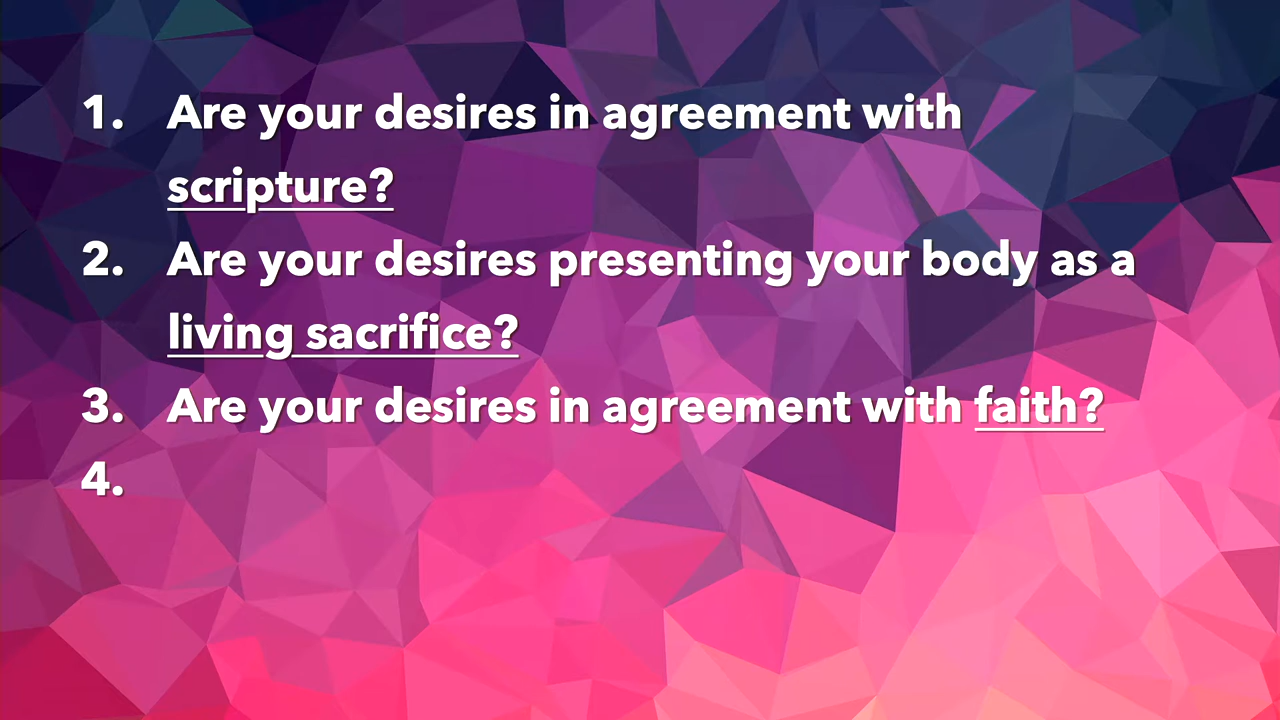 1. Are your desires in agreement with
scripture?
2. Are your desires presenting your body as a
living sacrifice?
3. Are your desires in agreement with faith?
4.